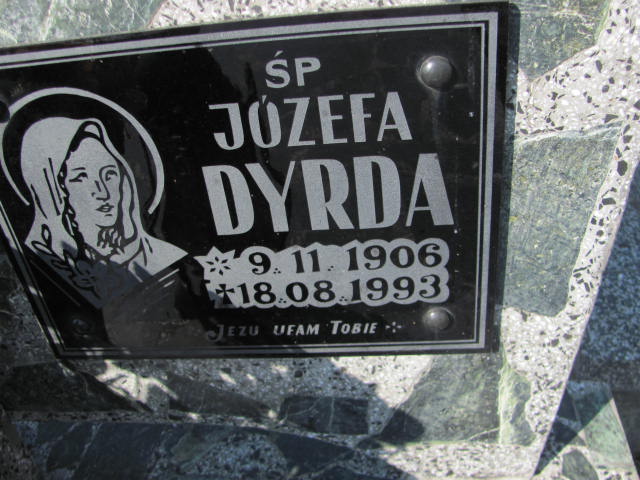 ŚP
JÓZEFA
DYRDA
* 9.11.1906
✝18.08.1993
JEZU UFAM TOBIE